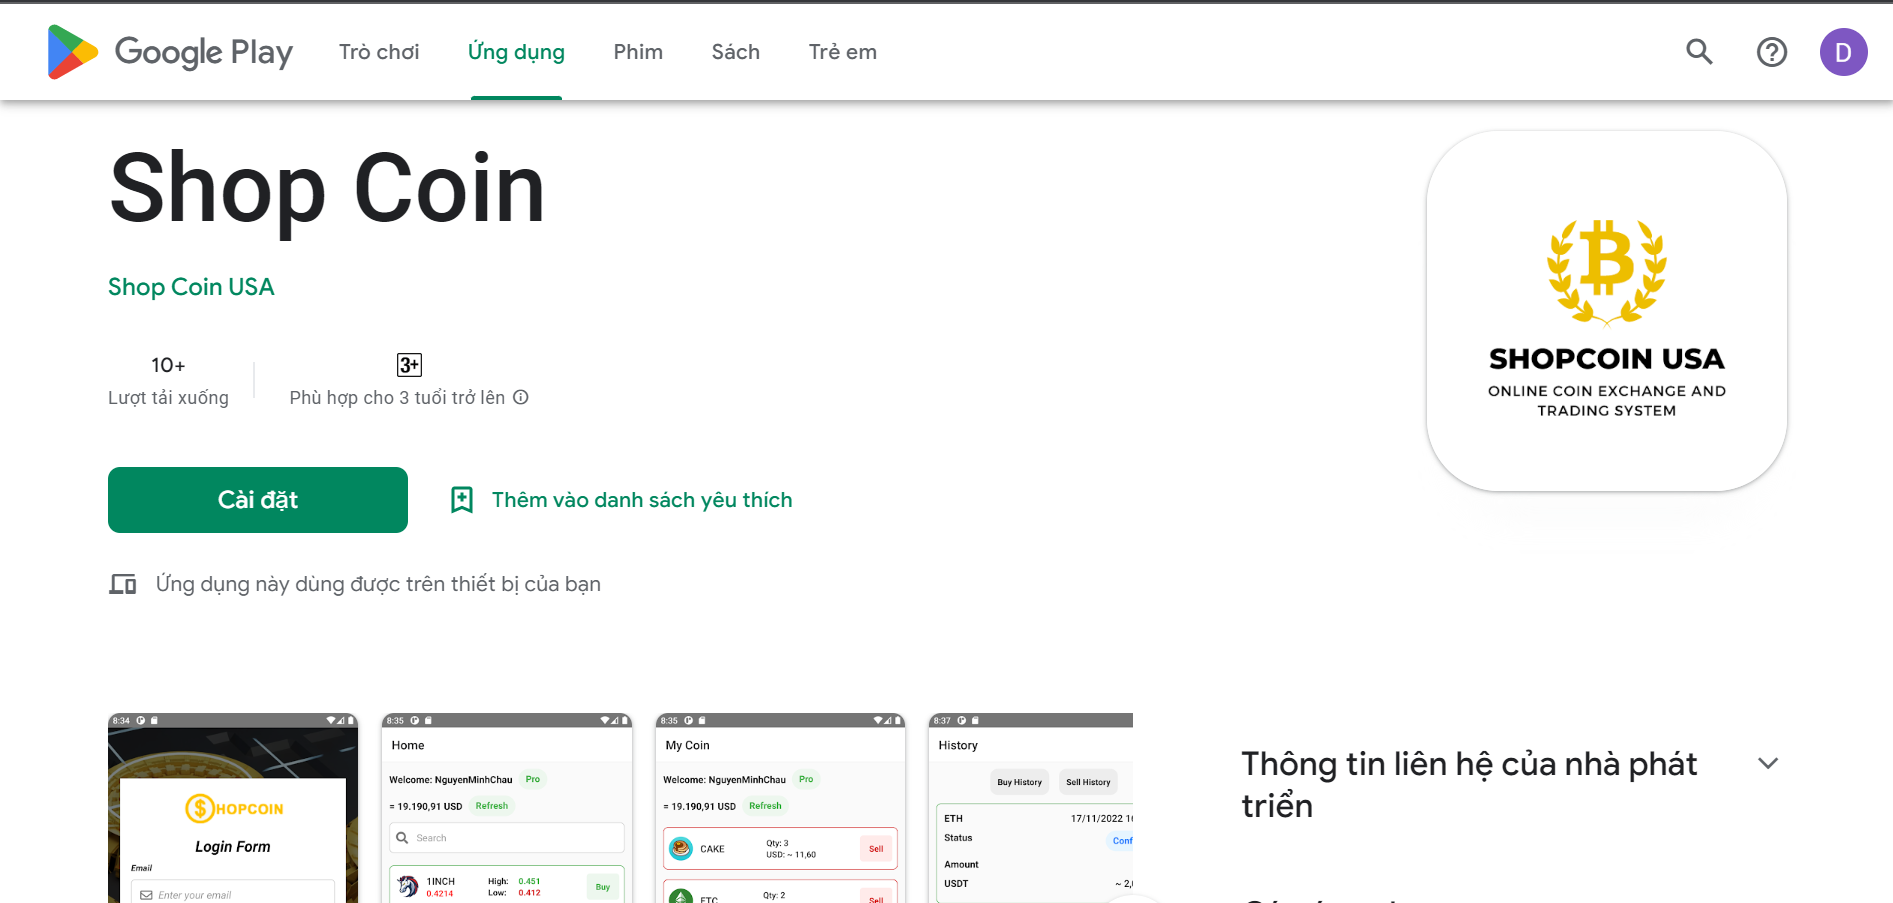 Google Play
Trò chơi
Ứng dụng
Phim
Sách
Trẻ em
D
Shop Coin
Shop Coin USA
10+
Lượt tải xuống
3+
Phù hợp cho 3 tuổi trở lên
Cài đặt
Thêm vào danh sách yêu thích
Ứng dụng này dùng được trên thiết bị của bạn
SHOPCOIN USA
ONLINE COIN EXCHANGE AND
TRADING SYSTEM
8:34
HOPCOIN
Login Form
Email
Enter your email
8:35
Home
Welcome: NguyenMinhChau Pro
= 19.190,91 USD Refresh
Search
1INCH
0.4214
High: 0.451
Low: 0.412
Buy
8:35
My Coin
Welcome: NguyenMinhChau Pro
= 19.190,91 USD Refresh
CAKE
Qty: 3
USD: ~ 11,60
Sell
ETC
Qty: 2
Sell
8:37
History
Buy History
Sell History
ETH 17/11/2022
Status Conf
Amount
USDT ~ 2,
Thông tin liên hệ của nhà phát
triển